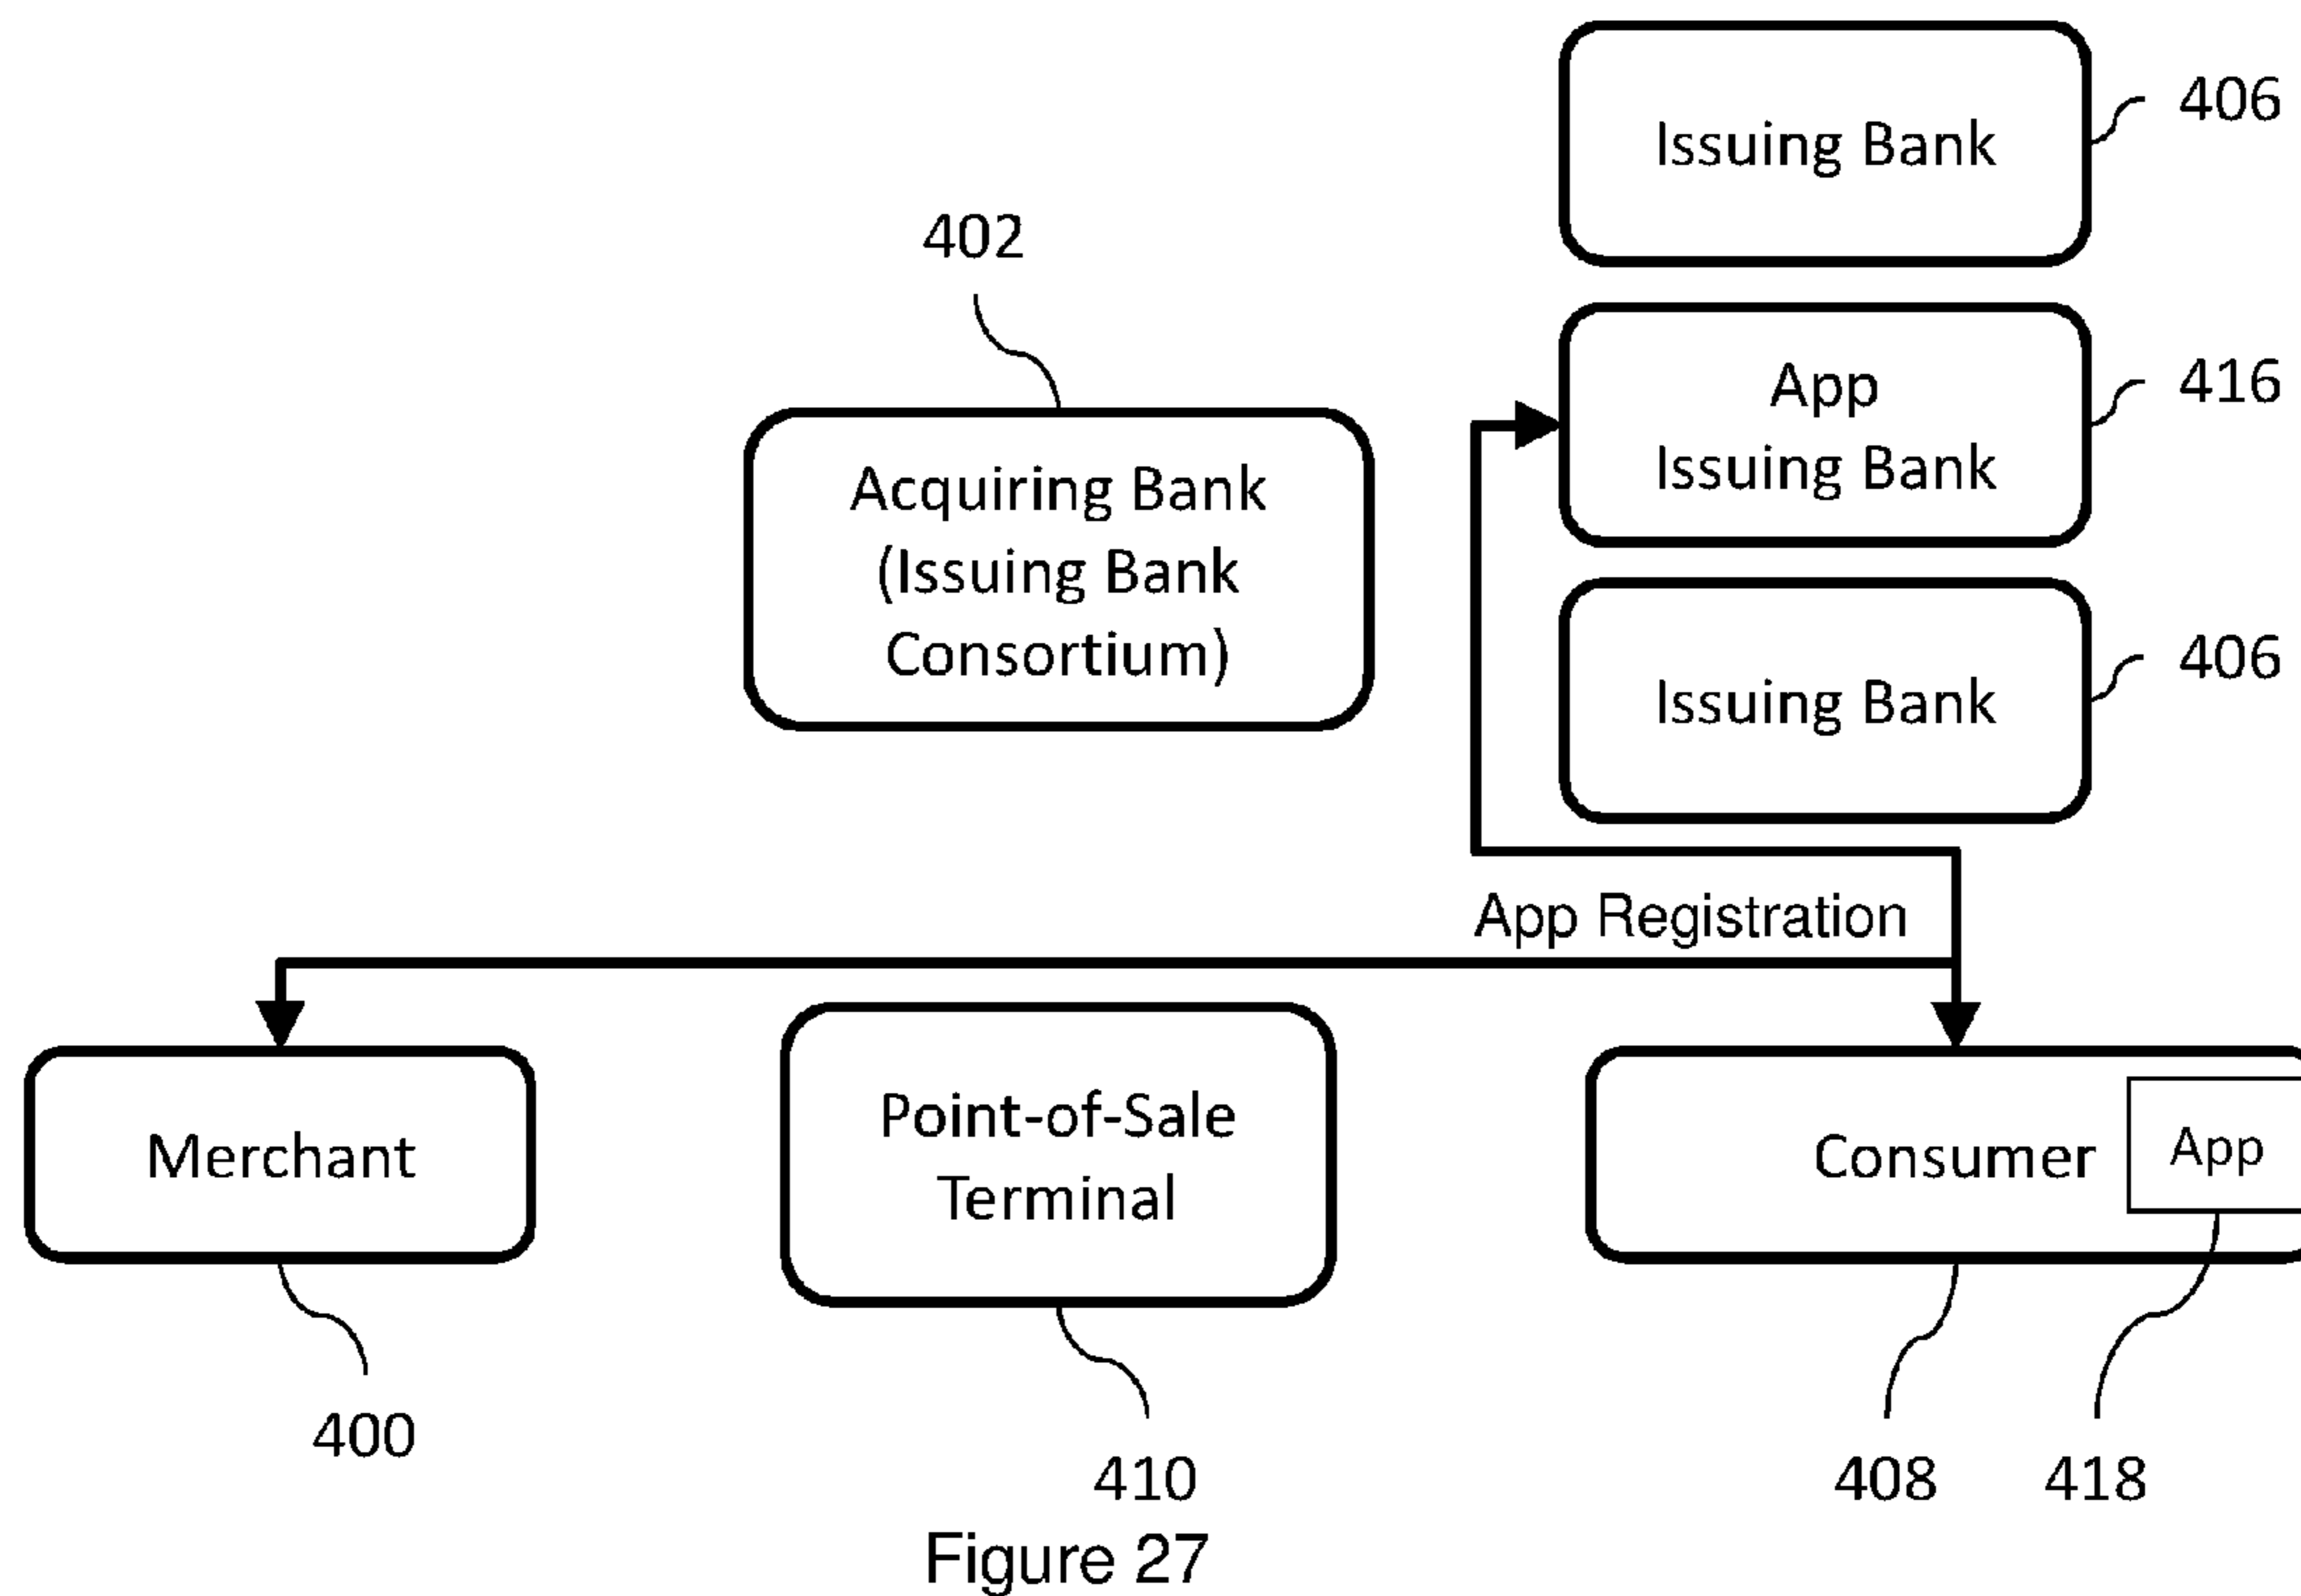 406
Issuing Bank
402
App
Issuing Bank
416
Acquiring Bank
(Issuing Bank
Consortium)
406
Issuing Bank
App Registration
Merchant
Point-of-Sale
Terminal
Consumer
App
400
410
408
418
Figure 27